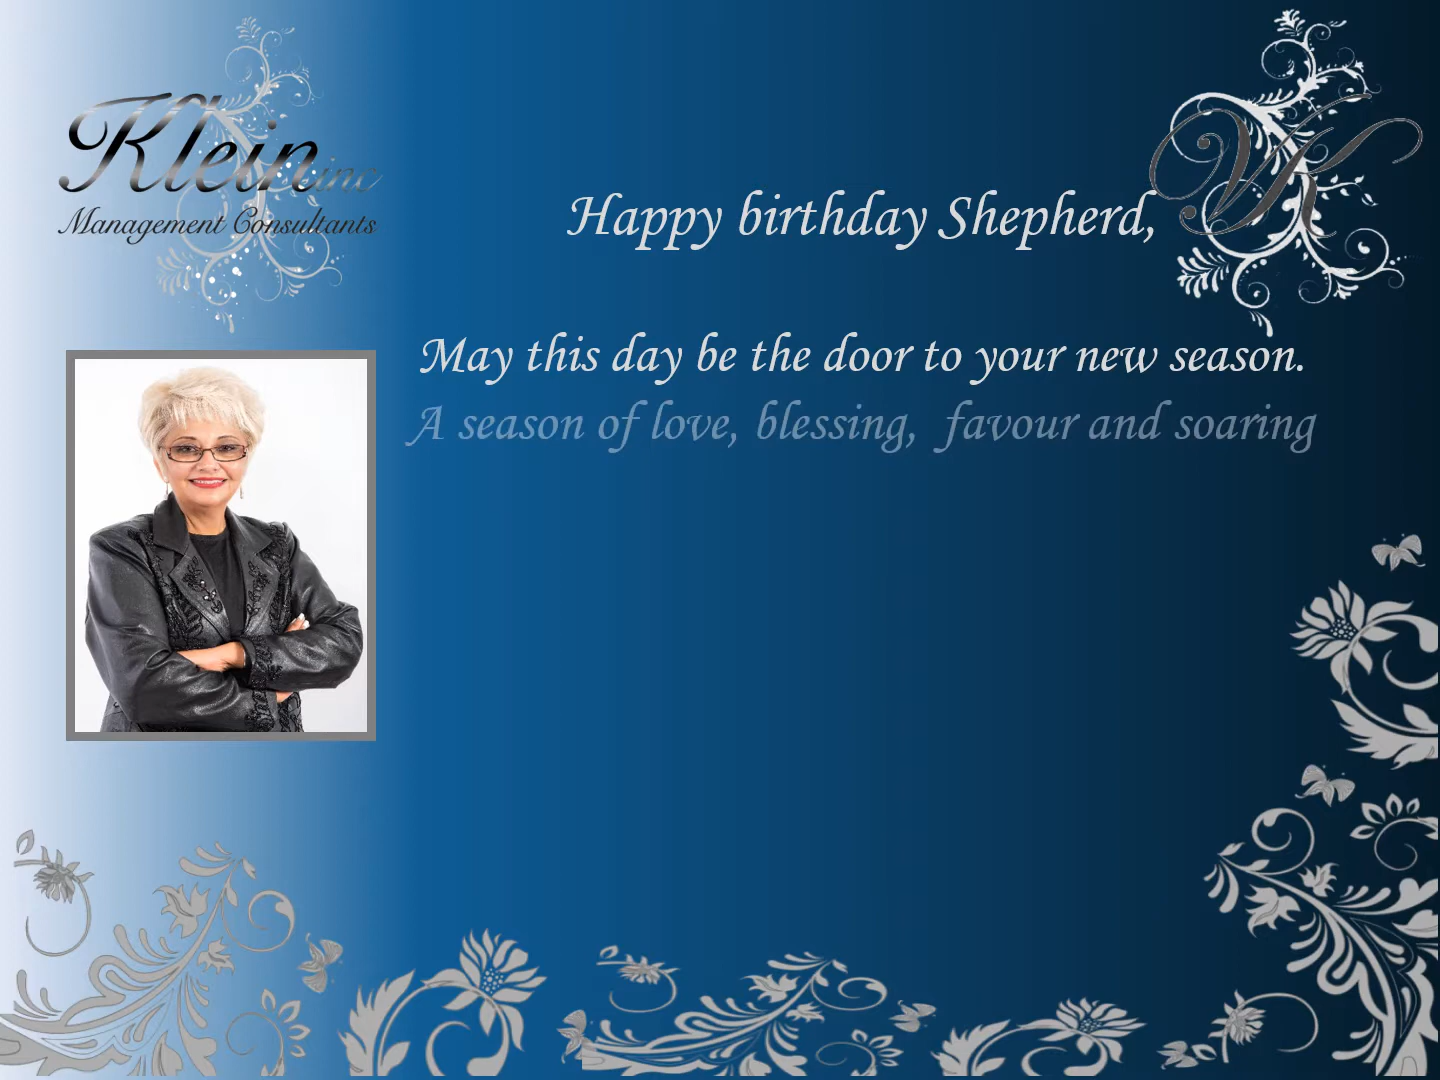 Klein inc
Management Consultants
VK
Happy birthday Shepherd,
May this day be the door to your new season.
A season of love, blessing, favour and soaring